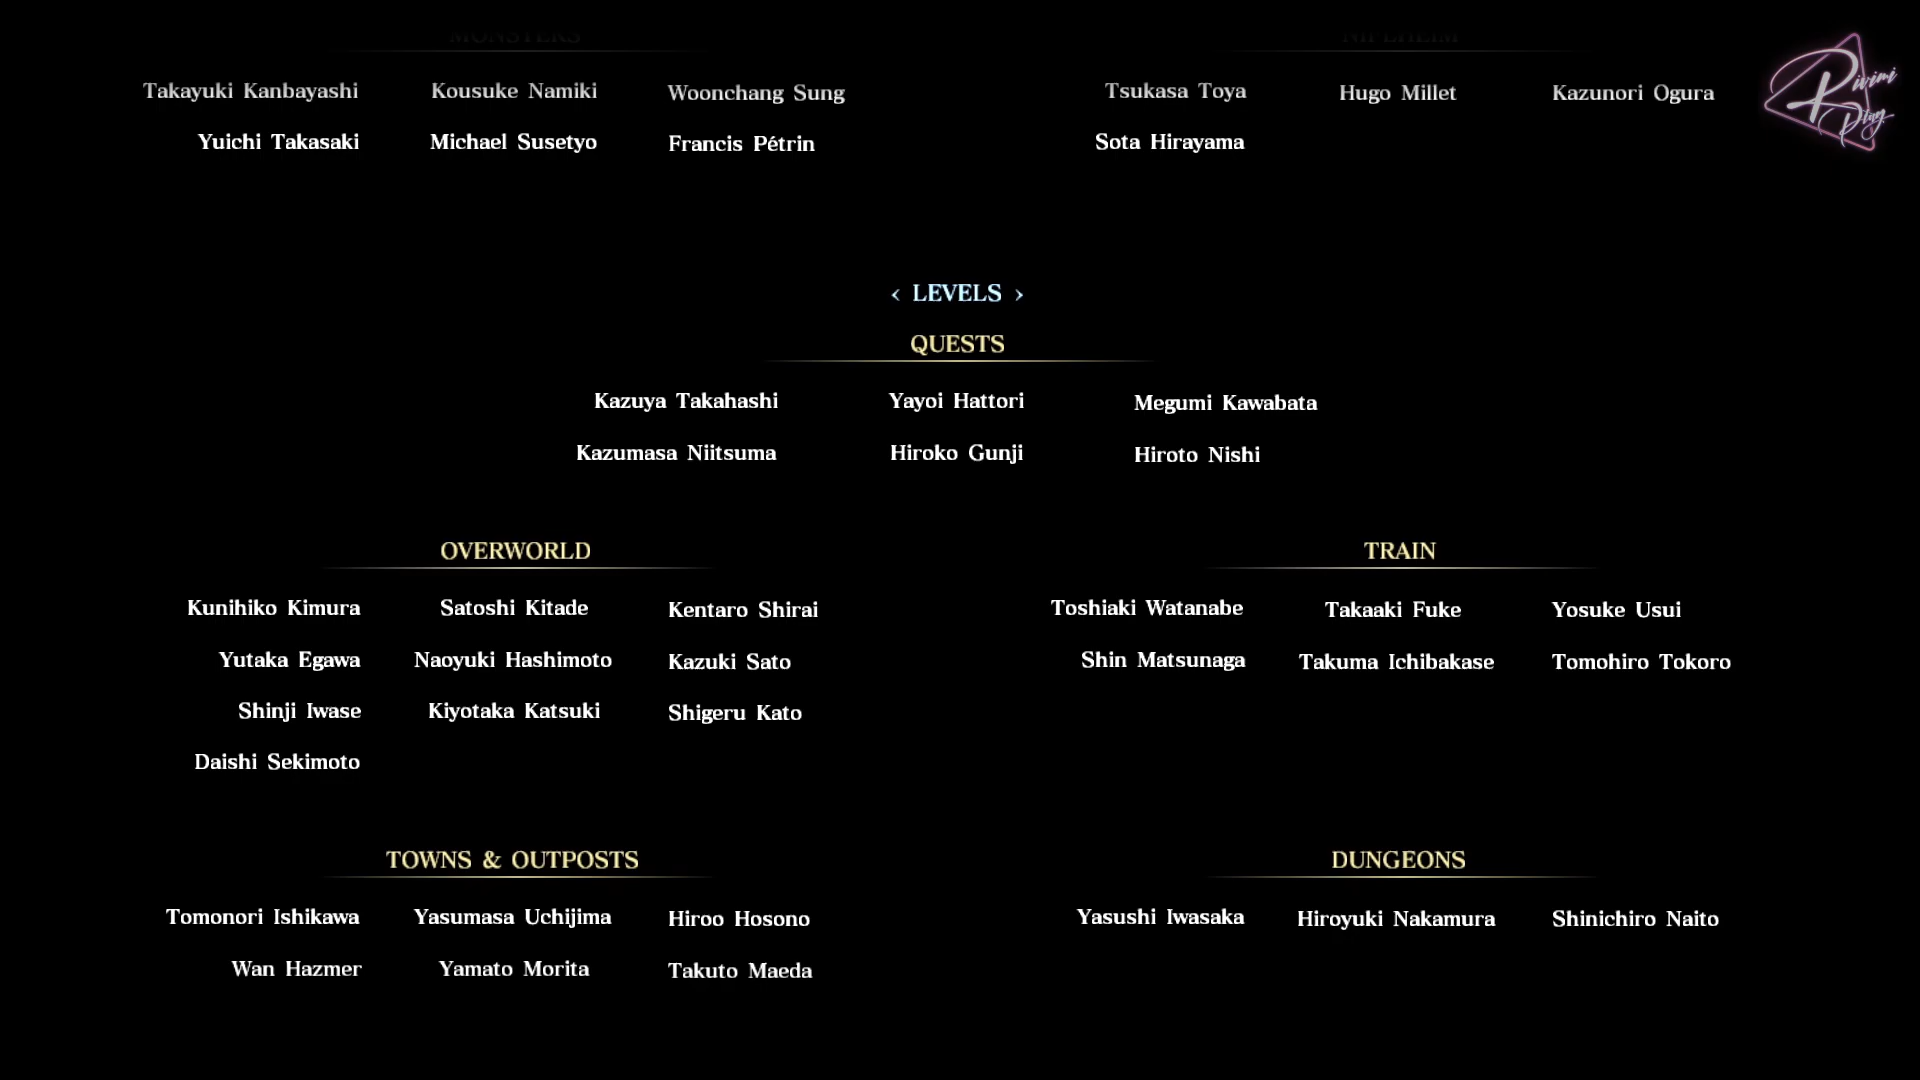 MONSTERS
Takayuki Kanbayashi Kousuke Namiki Woonchang Sung
Yuichi Takasaki Michael Susetyo Francis Pétrin
NIFLHEIM
Tsukasa Toya Hugo Millet Kazunori Ogura
Sota Hirayama
Rivimi
Play
‹ LEVELS ›
QUESTS
Kazuya Takahashi Yayoi Hattori Megumi Kawabata
Kazumasa Niitsuma Hiroko Gunji Hiroto Nishi
OVERWORLD
Kunihiko Kimura Satoshi Kitade Kentaro Shirai
Yutaka Egawa Naoyuki Hashimoto Kazuki Sato
Shinji Iwase Kiyotaka Katsuki Shigeru Kato
Daishi Sekimoto
TRAIN
Toshiaki Watanabe Takaaki Fuke Yosuke Usui
Shin Matsunaga Takuma Ichibakase Tomohiro Tokoro
TOWNS & OUTPOSTS
Tomonori Ishikawa Yasumasa Uchijima Hiroo Hosono
Wan Hazmer Yamato Morita Takuto Maeda
DUNGEONS
Yasushi Iwasaka Hiroyuki Nakamura Shinichiro Naito